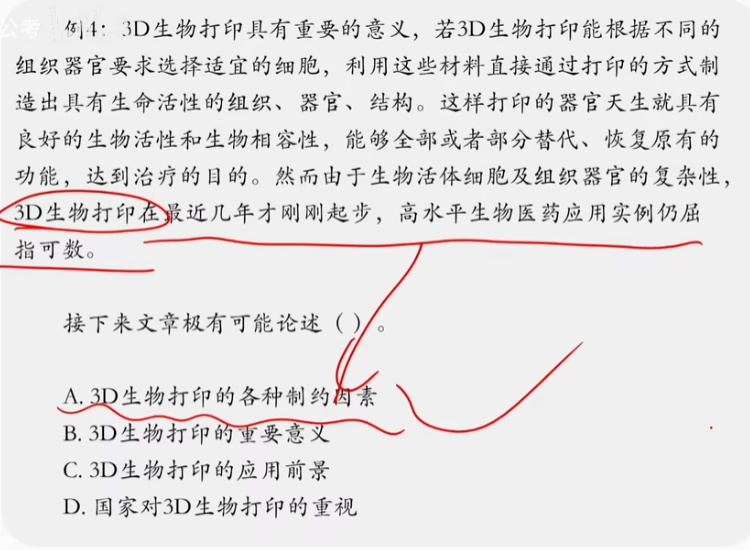 公考
例4：3D生物打印具有重要的意义，若3D生物打印能根据不同的
组织器官要求选择适宜的细胞，利用这些材料直接通过打印的方式制
造出具有生命活性的组织、器官、结构。这样打印的器官天生就具有
良好的生物活性和生物相容性，能够全部或者部分替代、恢复原有的
功能，达到治疗的目的。然而由于生物活体细胞及组织器官的复杂性，
3D生物打印在最近几年才刚刚起步，高水平生物医药应用实例仍屈
指可数。
接下来文章极有可能论述（ ）。
A. 3D生物打印的各种制约因素
B. 3D生物打印的重要意义
C. 3D生物打印的应用前景
D. 国家对3D生物打印的重视